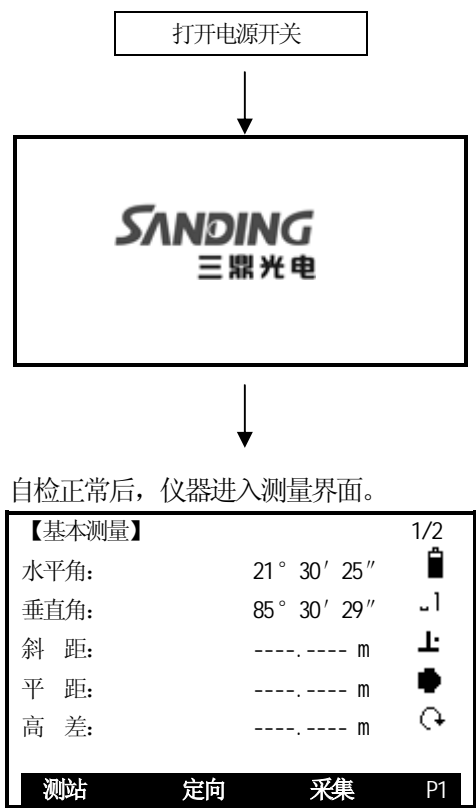 打开电源开关
SANDING
三鼎光电
自检正常后，仪器进入测量界面。
【基本测量】 1/2
水平角： 21° 30′ 25″
垂直角： 85° 30′ 29″
斜 距： ----.---- m
平 距： ----.---- m
高 差： ----.---- m
测站 定向 采集 P1